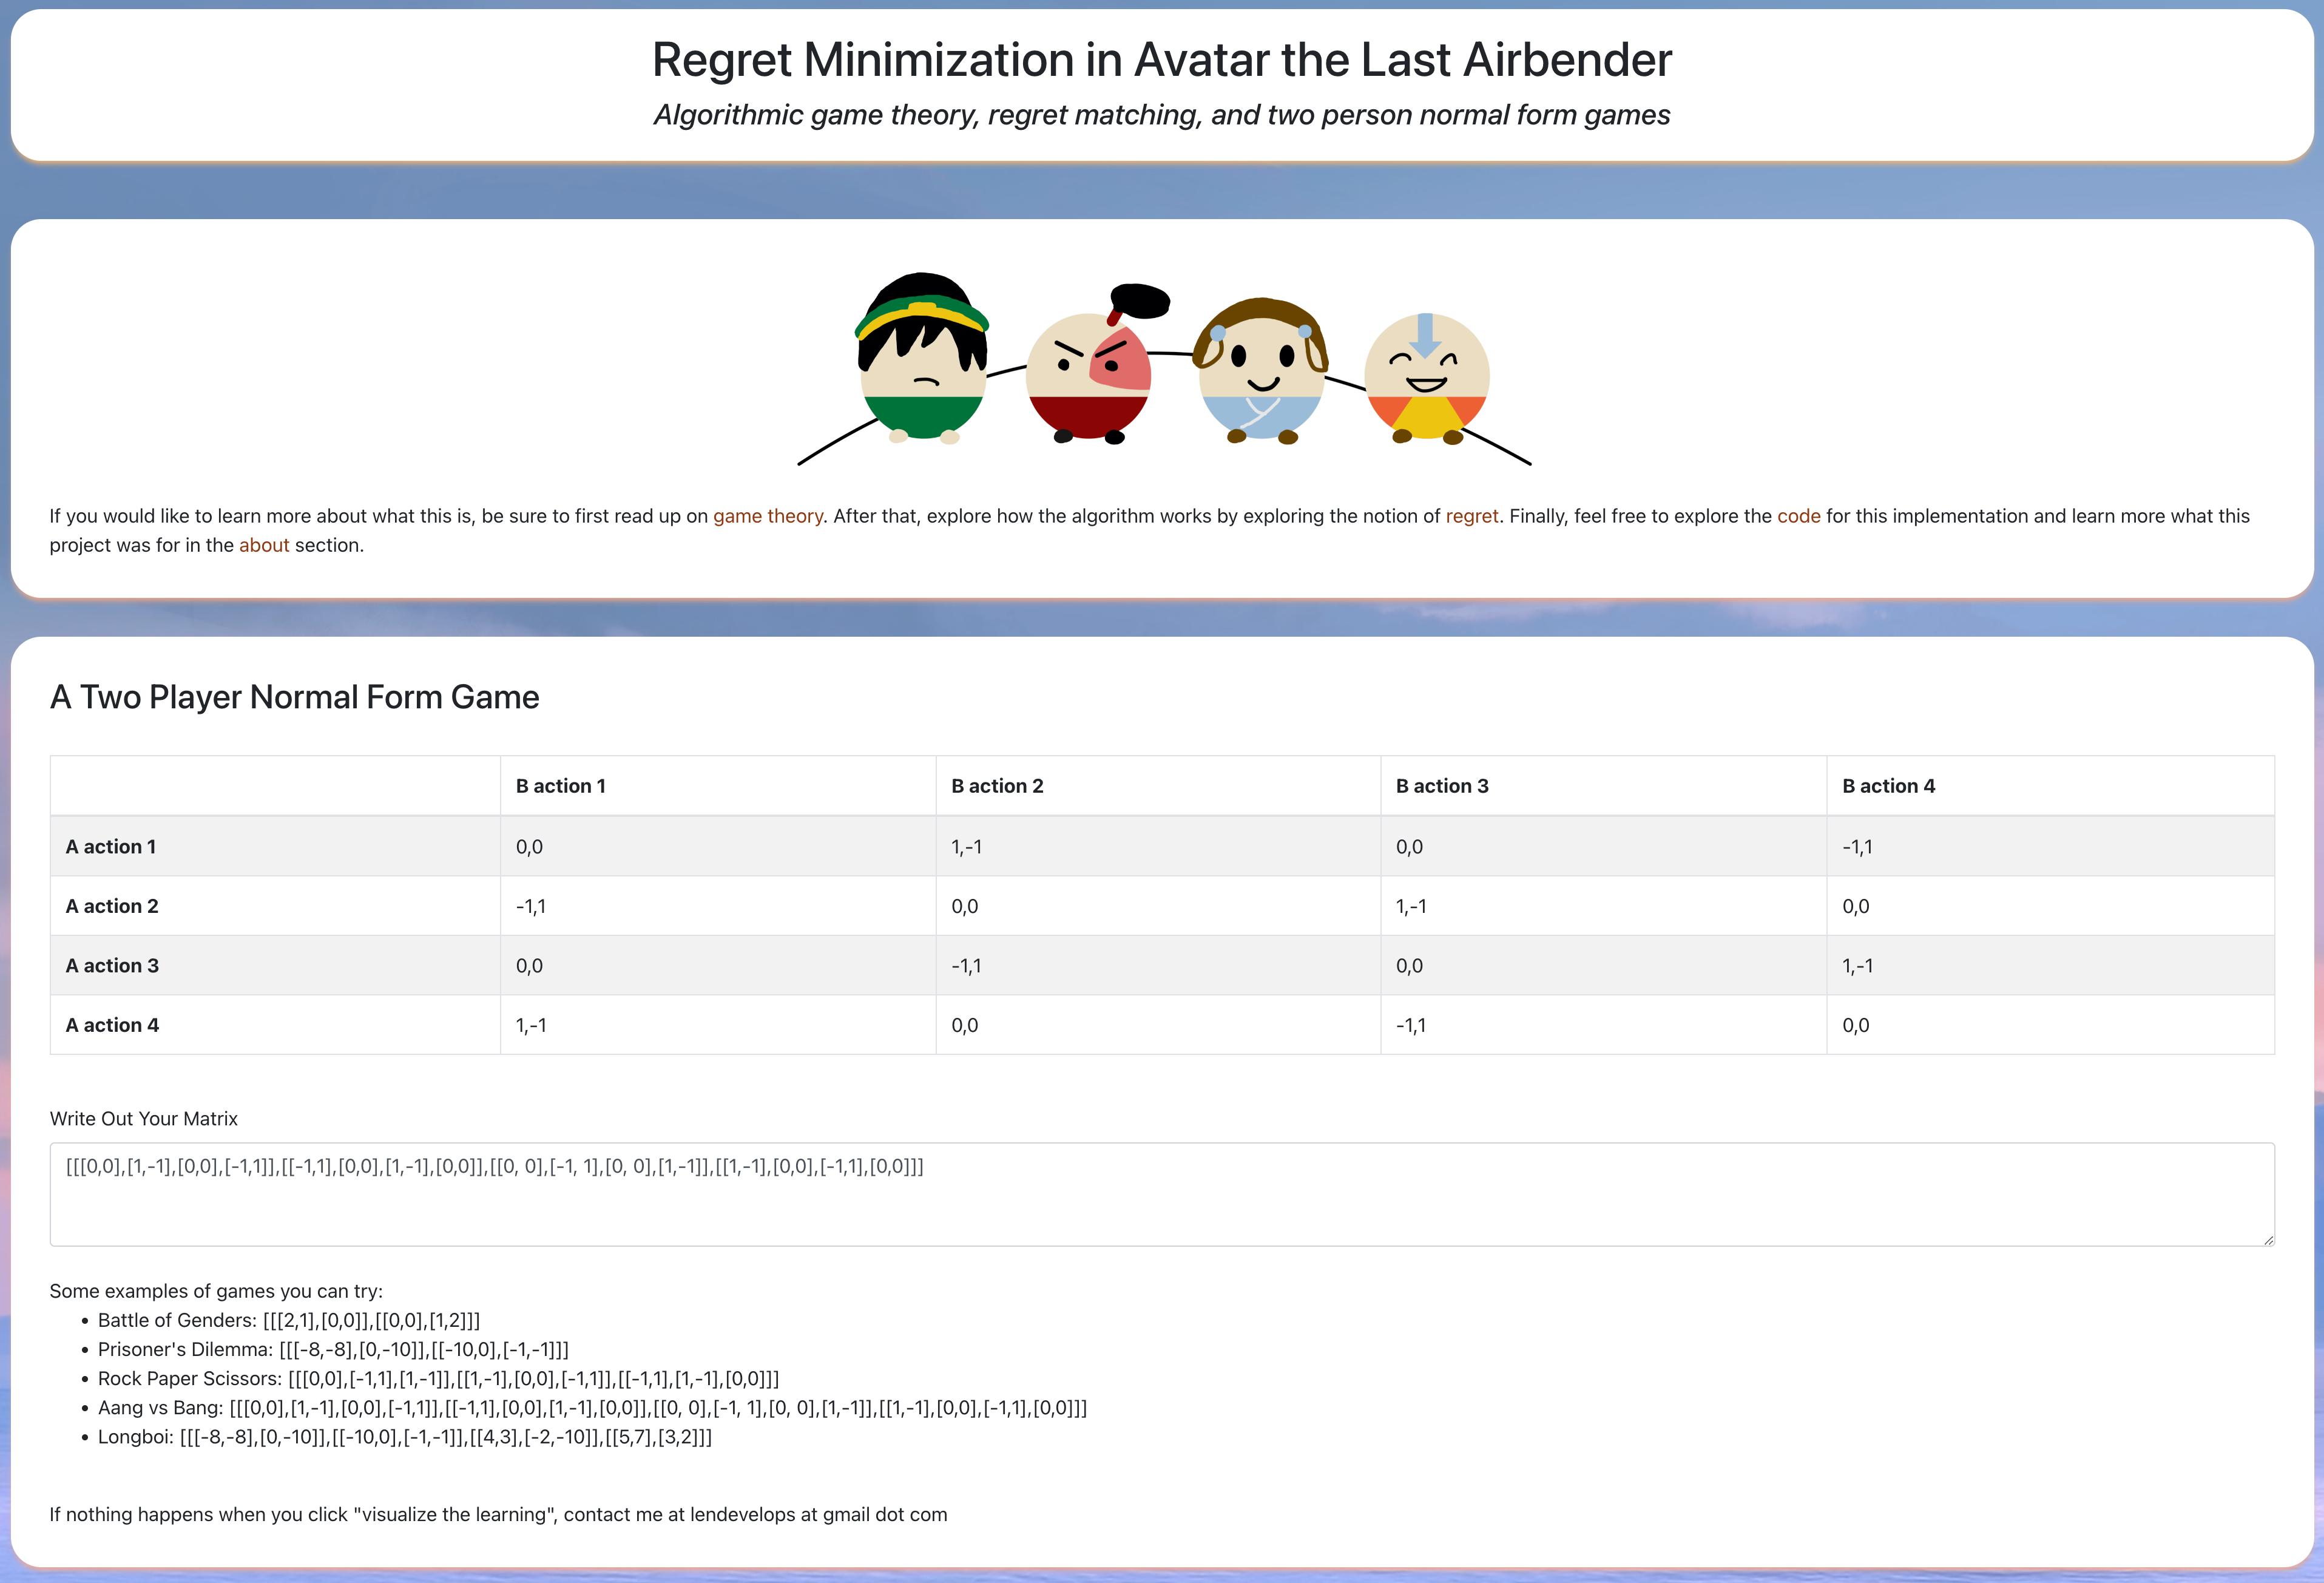 Regret Minimization in Avatar the Last Airbender
Algorithmic game theory, regret matching, and two person normal form games
If you would like to learn more about what this is, be sure to first read up on game theory. After that, explore how the algorithm works by exploring the notion of regret. Finally, feel free to explore the code for this implementation and learn more what this
project was for in the about section.
A Two Player Normal Form Game
B action 1 B action 2 B action 3 B action 4
A action 1 0,0 1,-1 0,0 -1,1
A action 2 -1,1 0,0 1,-1 0,0
A action 3 0,0 -1,1 0,0 1,-1
A action 4 1,-1 0,0 -1,1 0,0
Write Out Your Matrix
[[[0,0],[1,-1],[0,0],[-1,1]],[[-1,1],[0,0],[1,-1],[0,0]],[[0, 0],[-1, 1],[0, 0],[1,-1]],[[1,-1],[0,0],[-1,1],[0,0]]]
Some examples of games you can try:
• Battle of Genders: [[[2,1],[0,0]],[[0,0],[1,2]]]
• Prisoner's Dilemma: [[[-8,-8],[0,-10]],[[-10,0],[-1,-1]]]
• Rock Paper Scissors: [[[0,0],[-1,1],[1,-1]],[[1,-1],[0,0],[-1,1]],[[-1,1],[1,-1],[0,0]]]
• Aang vs Bang: [[[0,0],[1,-1],[0,0],[-1,1]],[[-1,1],[0,0],[1,-1],[0,0]],[[0, 0],[-1, 1],[0, 0],[1,-1]],[[1,-1],[0,0],[-1,1],[0,0]]]
• Longboi: [[[-8,-8],[0,-10]],[[-10,0],[-1,-1]],[[4,3],[-2,-10]],[[5,7],[3,2]]]
If nothing happens when you click "visualize the learning", contact me at lendevelops at gmail dot com